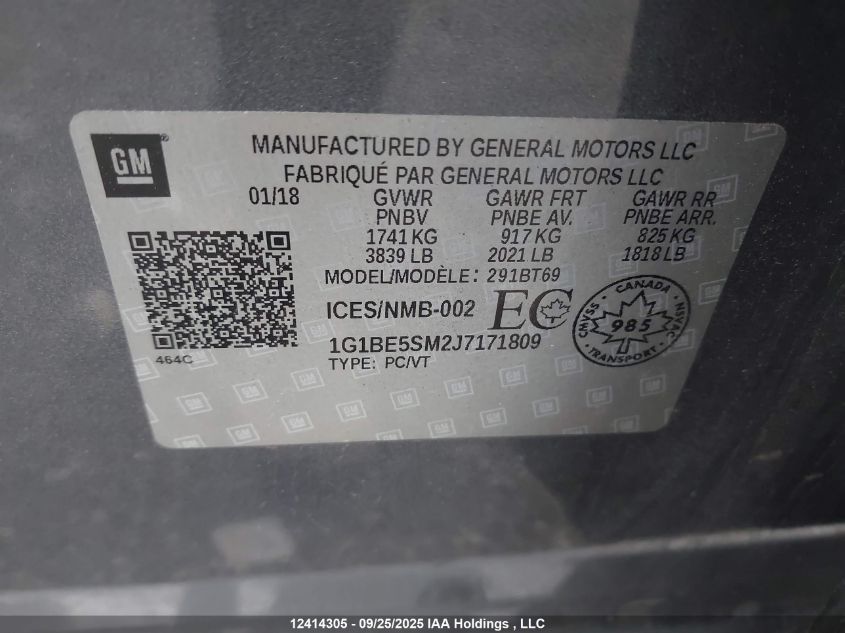 GM
MANUFACTURED BY GENERAL MOTORS LLC
FABRIQUÉ PAR GENERAL MOTORS LLC
01/18 GVWR GAWR FRT GAWR RR
PNBV PNBE AV. PNBE ARR.
1741 KG 917 KG 825 KG
3839 LB 2021 LB 1818 LB
MODEL/MODÈLE: 291BT69
ICES/NMB-002 EC
CANADA
CMVSS 985 NSVAC
TRANSPORT
1G1BE5SM2J7171809
TYPE: PC/VT
464C
12414305 - 09/25/2025 IAA Holdings , LLC